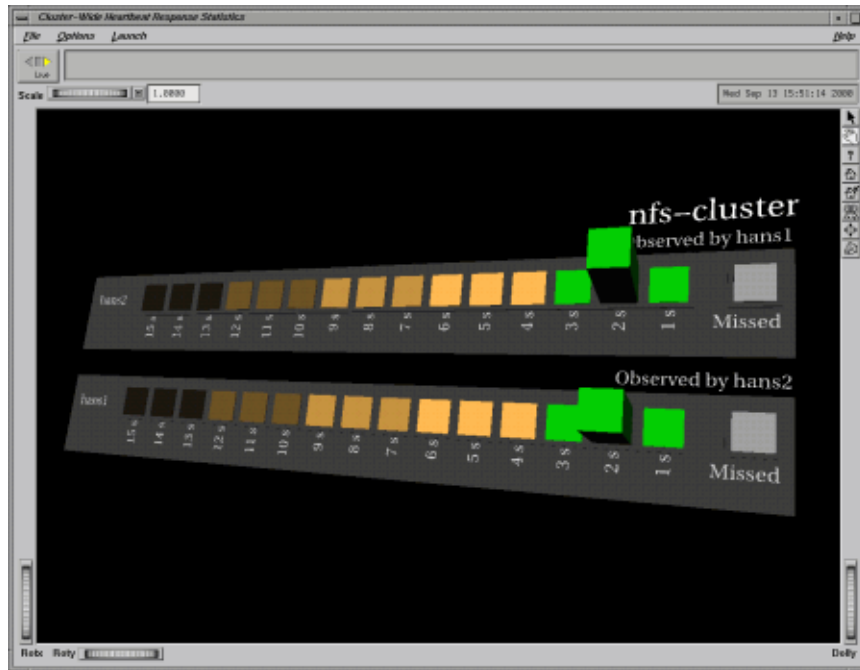 Cluster-Wide Heartbeat Response Statistics
File Options Launch Help
Live
Scale 1.0000 Wed Sep 13 15:51:14 2000
nfs-cluster
Observed by hans1
hans2 15 s 14 s 13 s 12 s 11 s 10 s 9 s 8 s 7 s 6 s 5 s 4 s 3 s 2 s 1 s Missed
Observed by hans2
hans1 15 s 14 s 13 s 12 s 11 s 10 s 9 s 8 s 7 s 6 s 5 s 4 s 3 s 2 s 1 s Missed
Rotx Roty Dolly